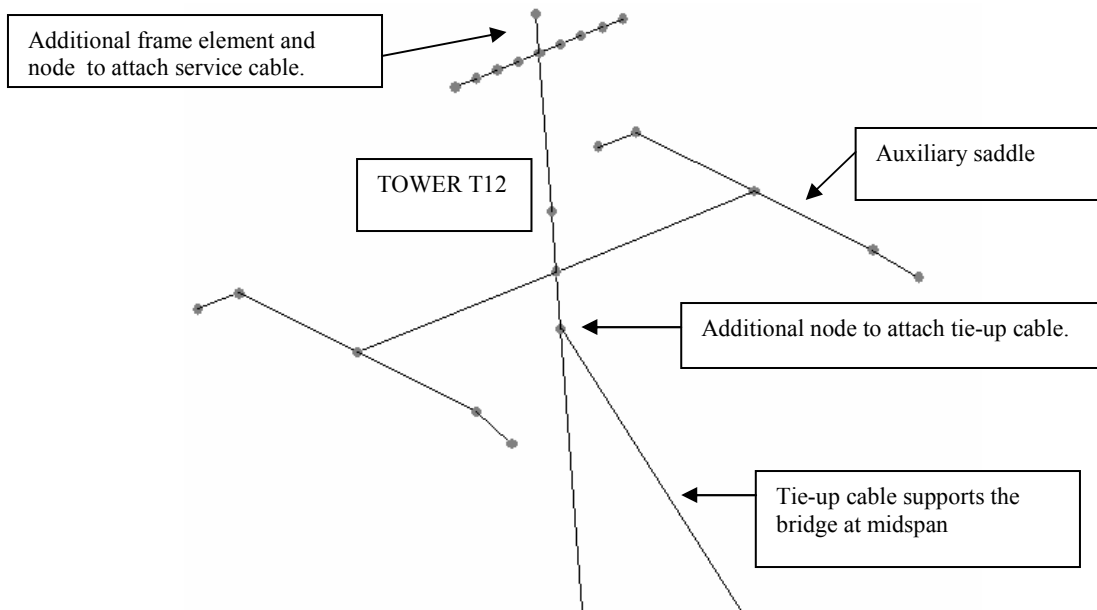 Additional frame element and
node to attach service cable.
TOWER T12
Auxiliary saddle
Additional node to attach tie-up cable.
Tie-up cable supports the
bridge at midspan